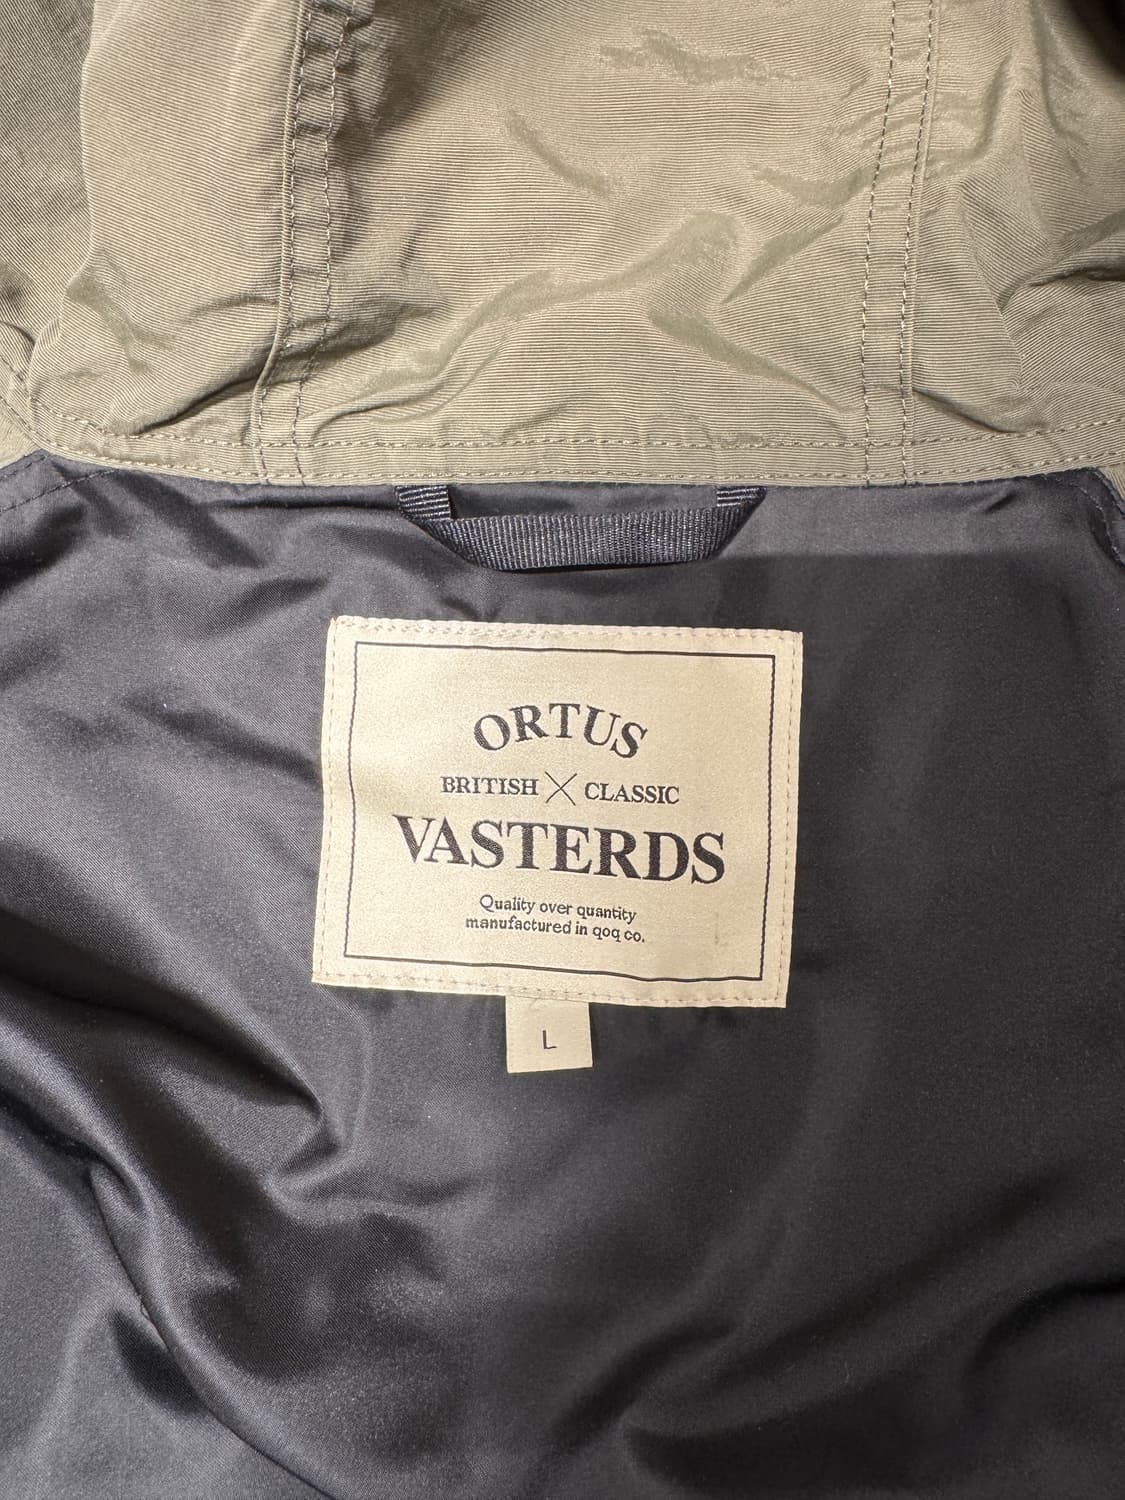 ORTUS
BRITISH CLASSIC
VASTERDS
Quality over quantity
manufactured in qoq co.
L